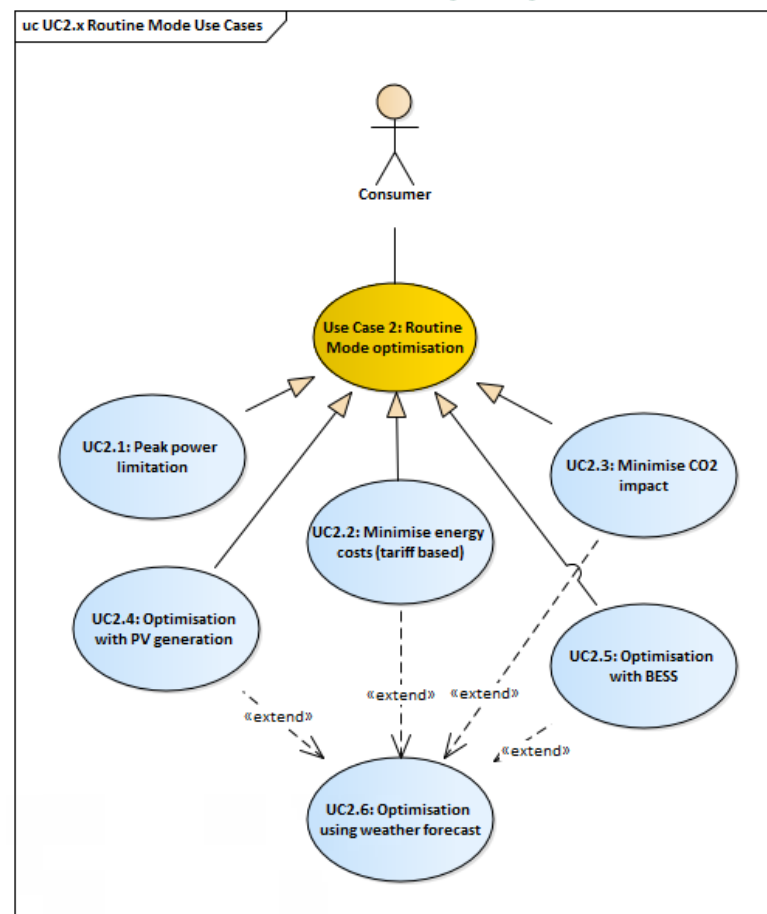 uc UC2.x Routine Mode Use Cases
Consumer
Use Case 2: Routine
Mode optimisation
UC2.1: Peak power
limitation
UC2.3: Minimise CO2
impact
UC2.2: Minimise energy
costs (tariff based)
UC2.4: Optimisation
with PV generation
UC2.5: Optimisation
with BESS
«extend»
«extend»
«extend»
«extend»
UC2.6: Optimisation
using weather forecast